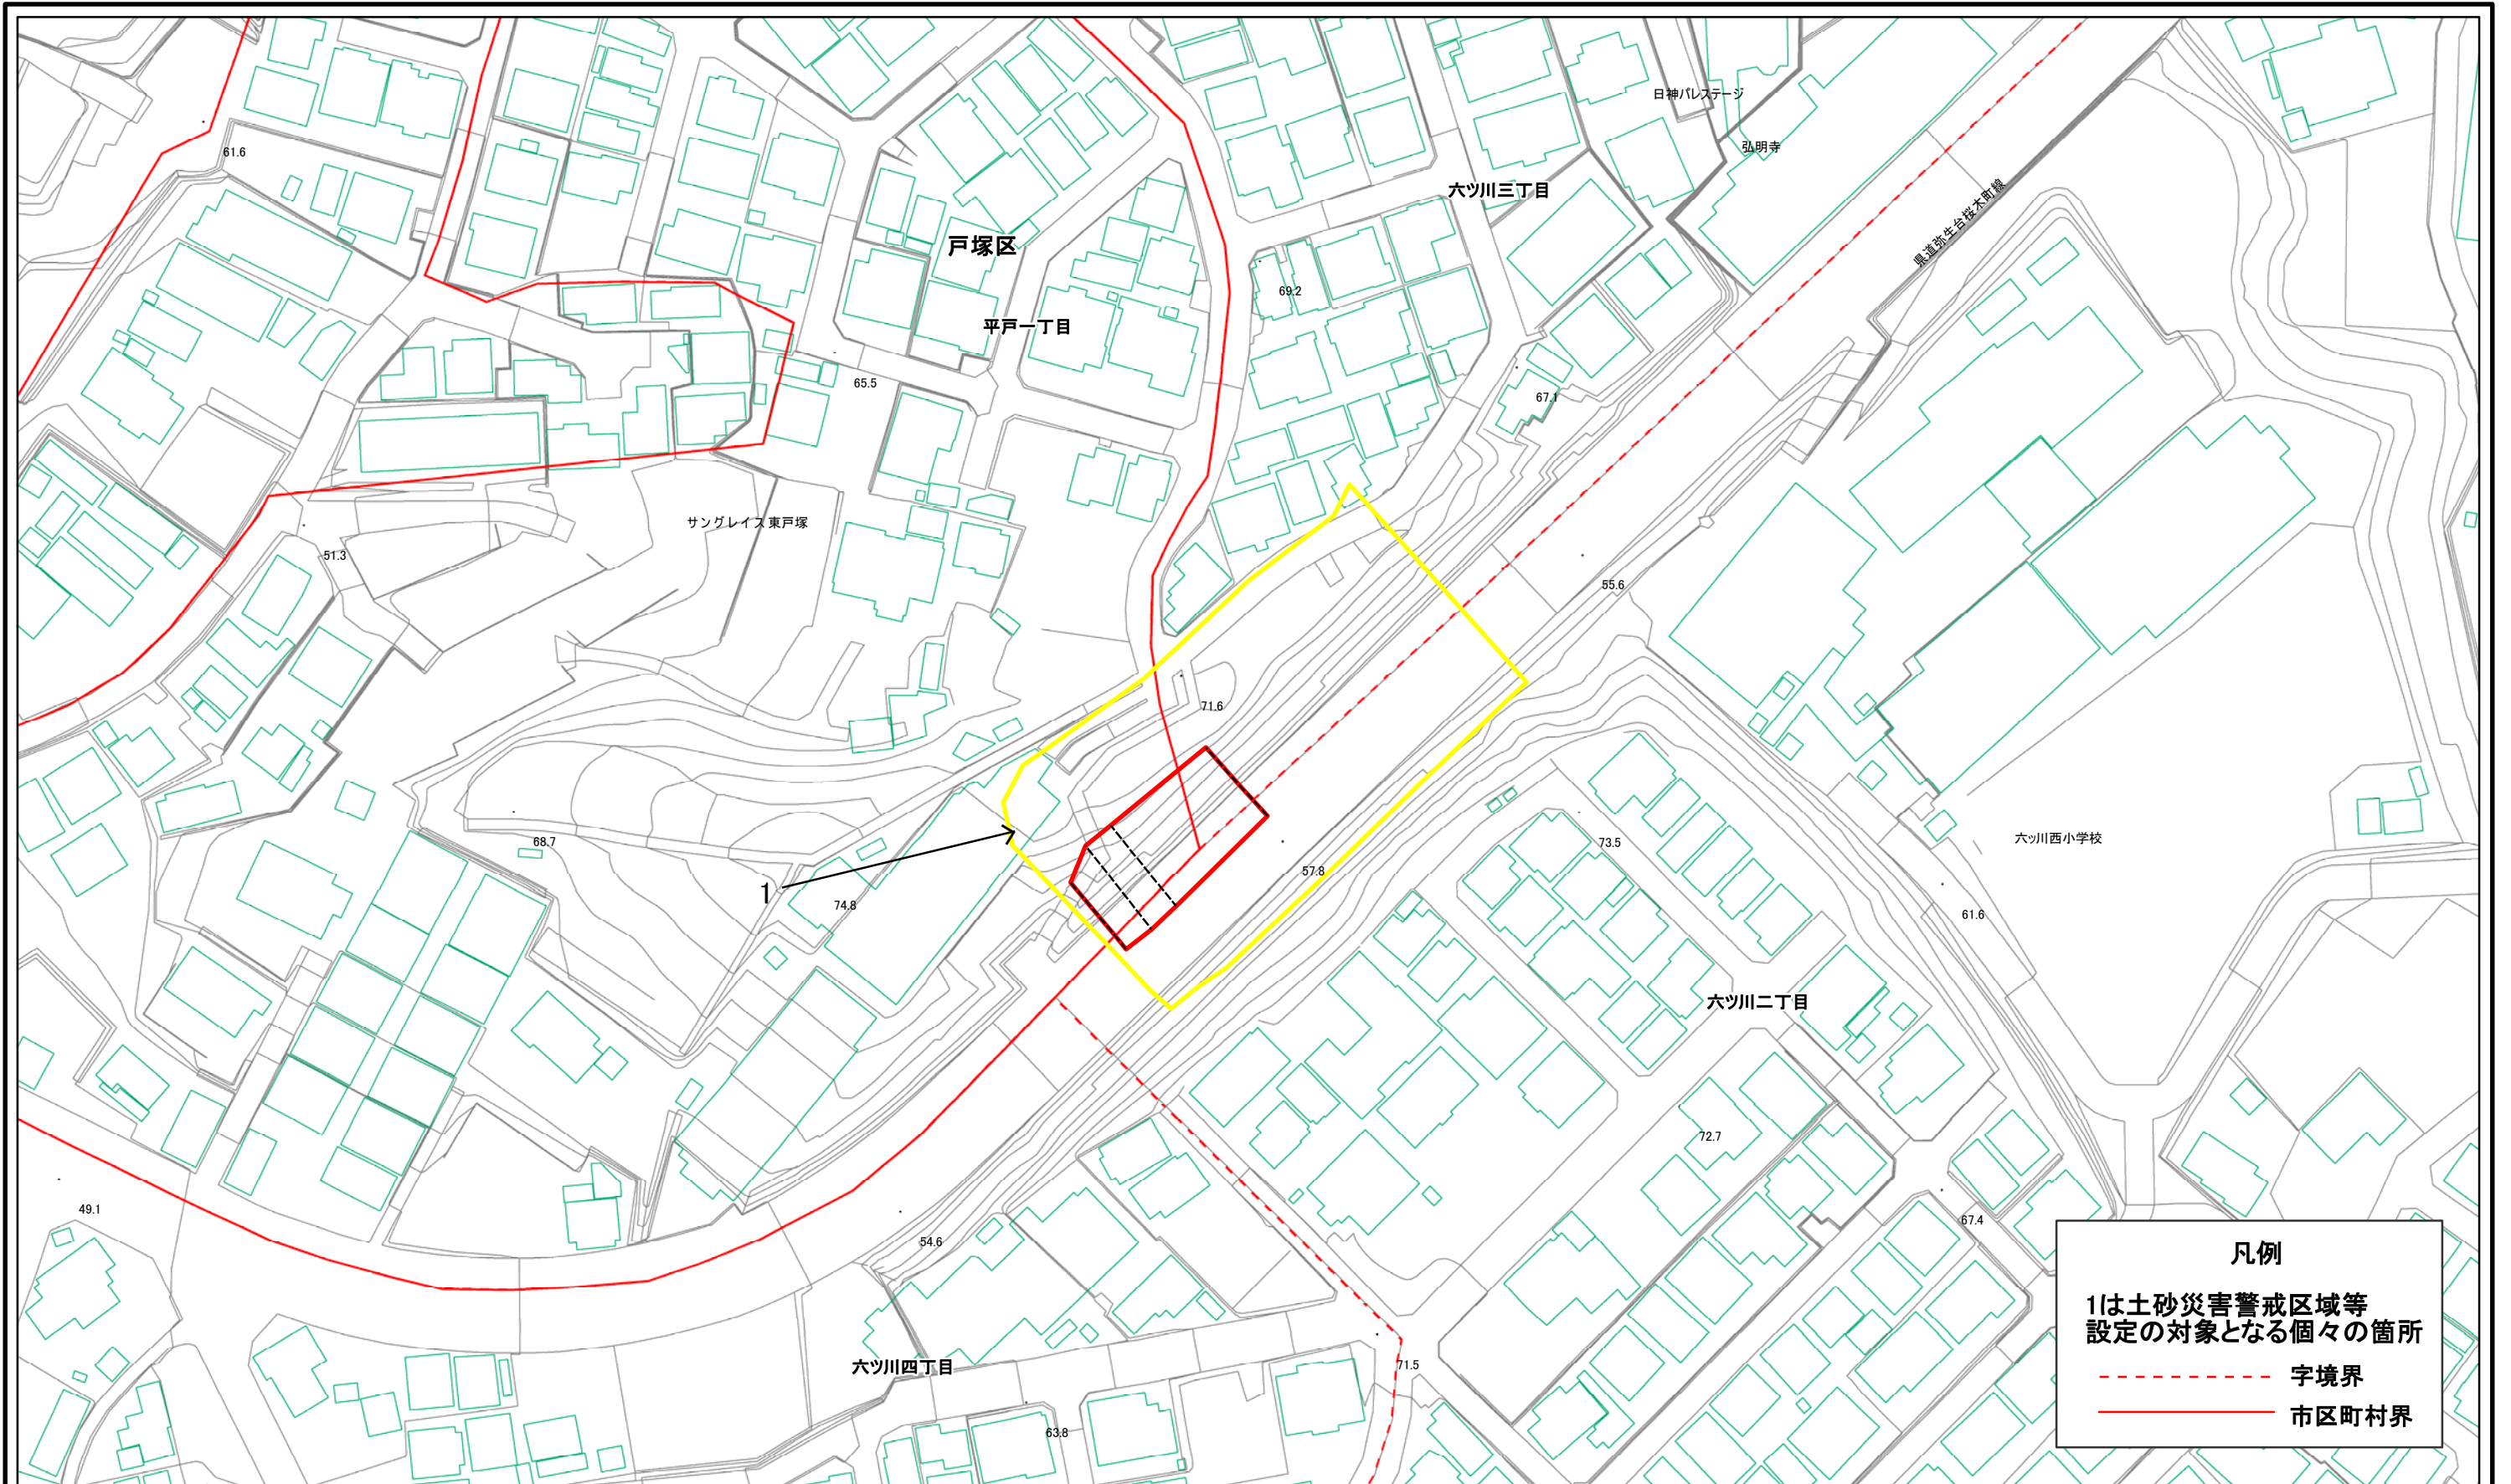 日神パレステージ
弘明寺
61.6
六ツ川三丁目
県道弥生台桜木町線
戸塚区
69.2
平戸一丁目
65.5
67.1
サングレイス東戸塚
51.3
55.6
71.6
68.7
73.5
六ッ川西小学校
57.8
1
74.8
61.6
六ツ川二丁目
72.7
49.1
67.4
54.6
凡例
1は土砂災害警戒区域等
設定の対象となる個々の箇所
字境界
市区町村界
六ツ川四丁目
71.5
63.8